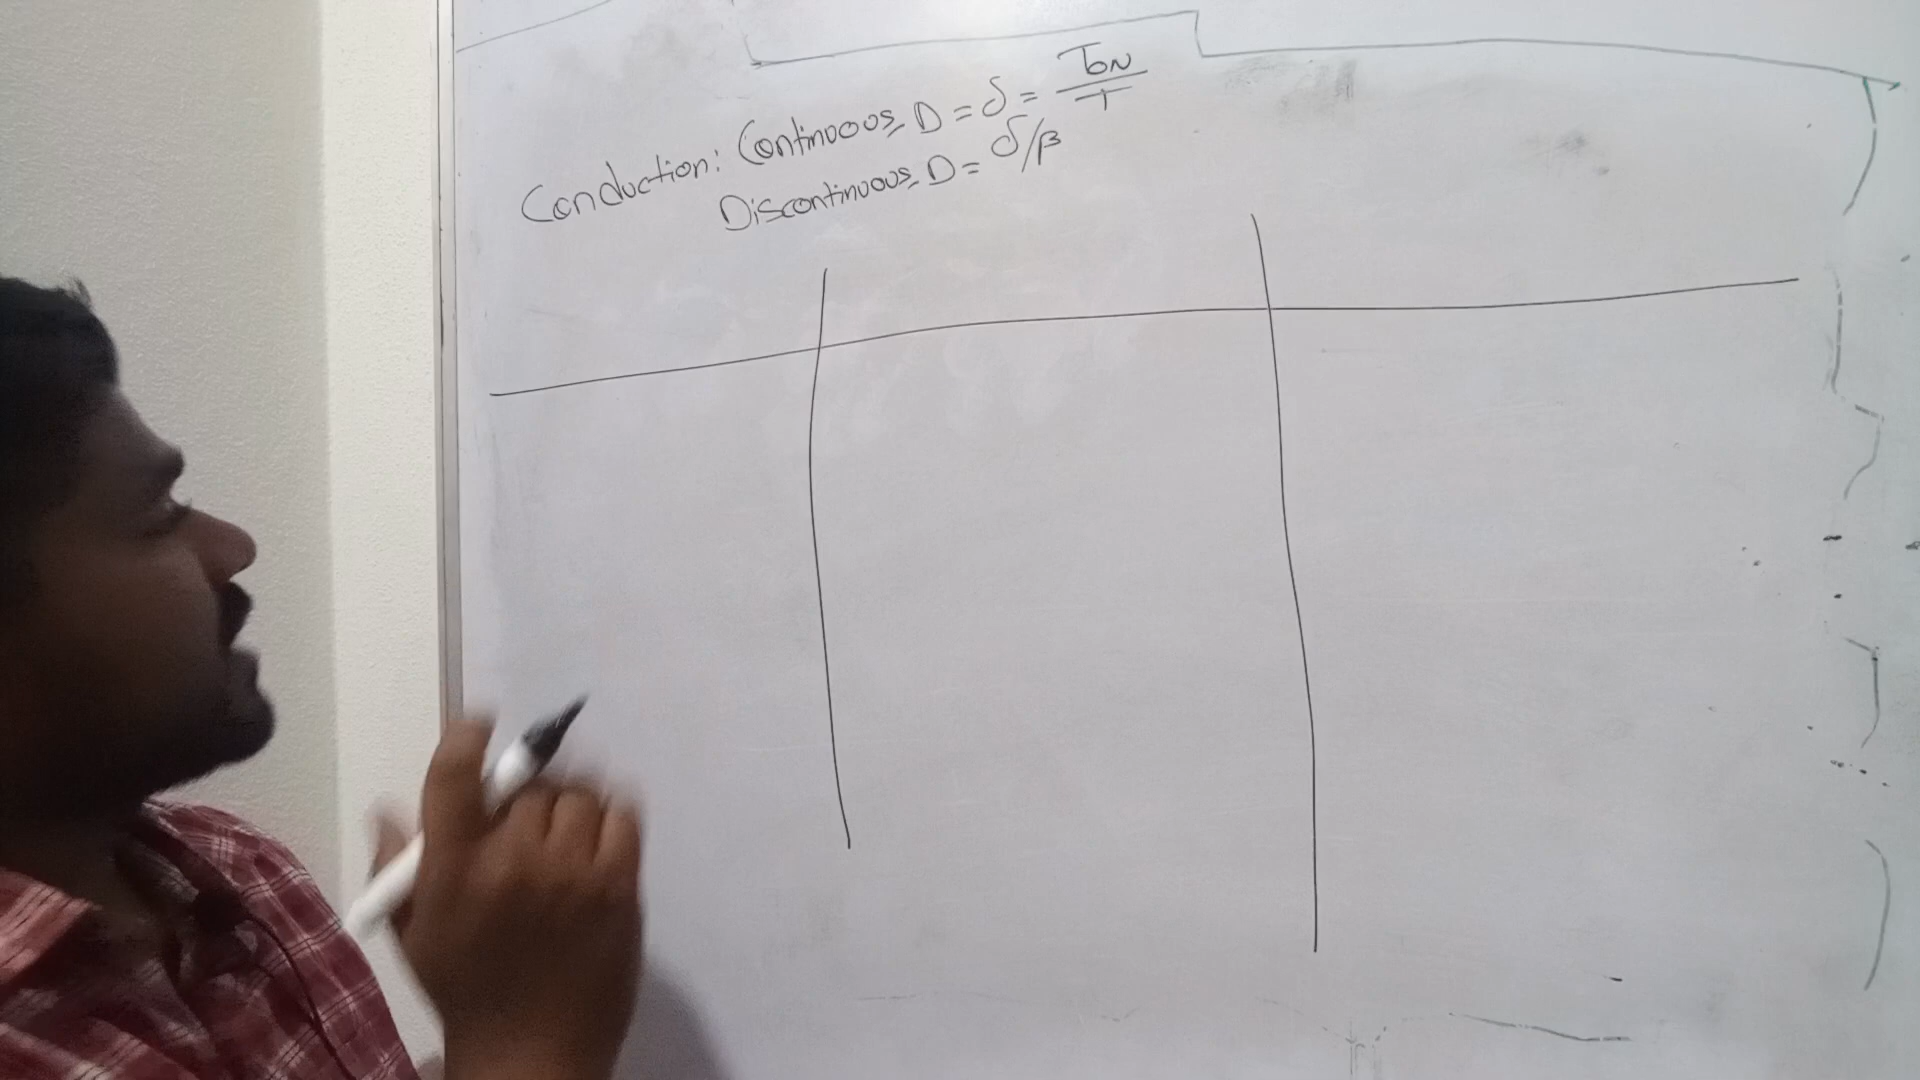 Conduction: Continuous, D = δ = TON/T
Discontinuous, D = δ/β